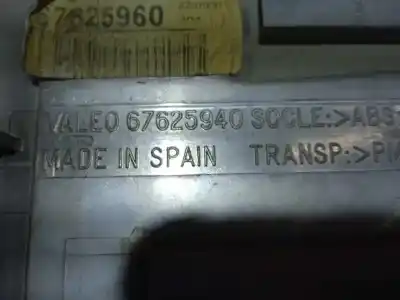 67625960
VALEO 67625940 SOCLE:>ABS
MADE IN SPAIN TRANSP:>PM